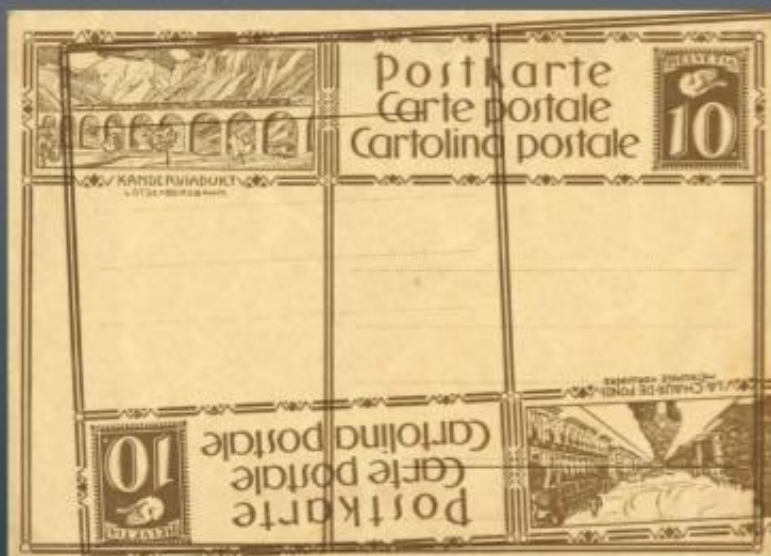 Postkarte
Carte postale
Cartolina postale
HELVETIA
10
KANDERVIADUKT
LÖTSCHBERGBAHN
LA CHAUX-DE-FONDS
Cartolina postale
Carte postale
Postkarte
10
HELVETIA